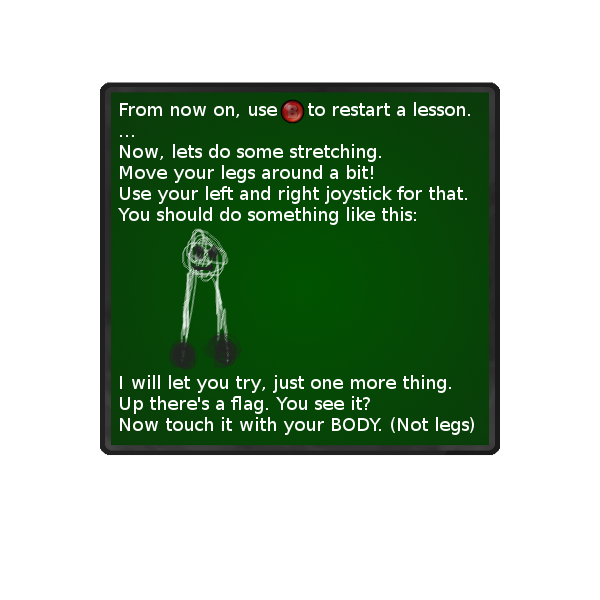 From now on, use to restart a lesson.
...
Now, lets do some stretching.
Move your legs around a bit!
Use your left and right joystick for that.
You should do something like this:
I will let you try, just one more thing.
Up there's a flag. You see it?
Now touch it with your BODY. (Not legs)